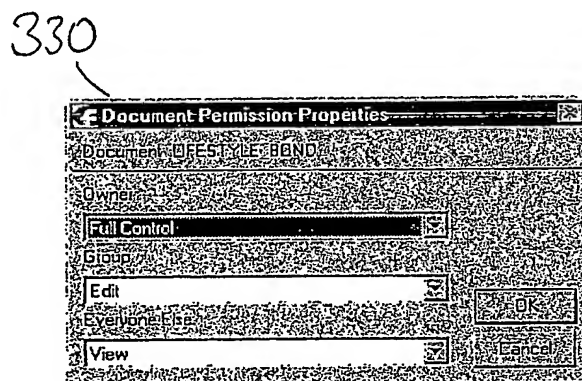 330
Document Permission Properties
Document: LIFESTYLE BOND
Owner
Full Control
Group
Edit
OK
Everyone Else
View
Cancel